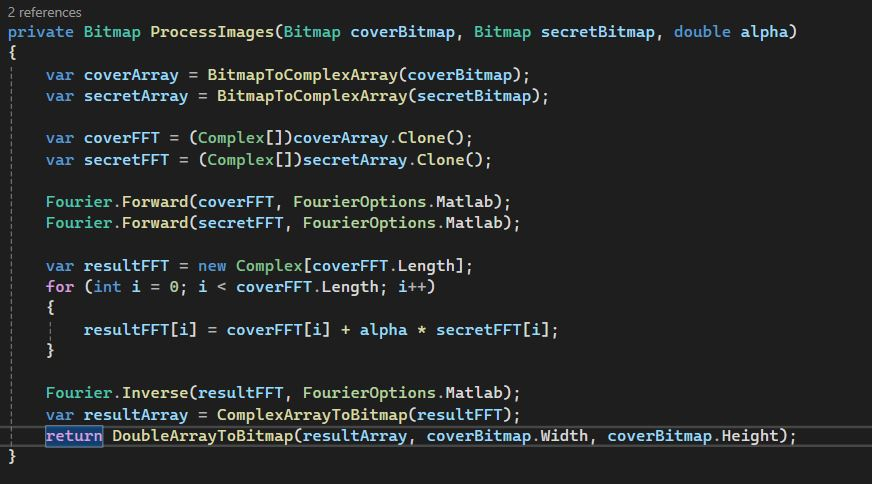 2 references
private Bitmap ProcessImages(Bitmap coverBitmap, Bitmap secretBitmap, double alpha)
{
    var coverArray = BitmapToComplexArray(coverBitmap);
    var secretArray = BitmapToComplexArray(secretBitmap);

    var coverFFT = (Complex[])coverArray.Clone();
    var secretFFT = (Complex[])secretArray.Clone();

    Fourier.Forward(coverFFT, FourierOptions.Matlab);
    Fourier.Forward(secretFFT, FourierOptions.Matlab);

    var resultFFT = new Complex[coverFFT.Length];
    for (int i = 0; i < coverFFT.Length; i++)
    {
        resultFFT[i] = coverFFT[i] + alpha * secretFFT[i];
    }

    Fourier.Inverse(resultFFT, FourierOptions.Matlab);
    var resultArray = ComplexArrayToBitmap(resultFFT);
    return DoubleArrayToBitmap(resultArray, coverBitmap.Width, coverBitmap.Height);
}